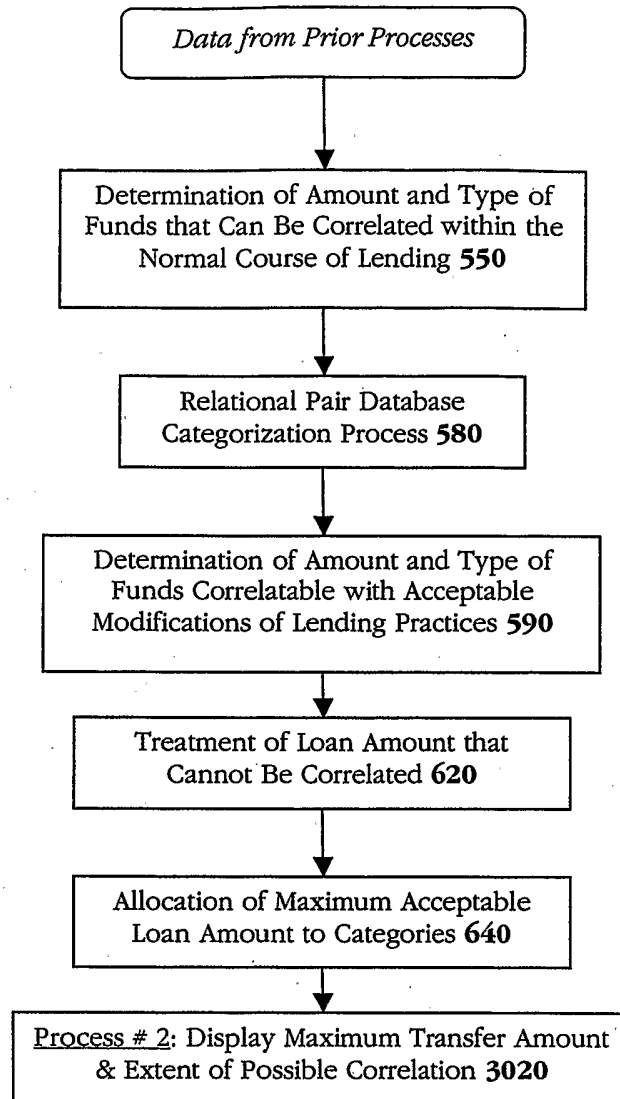 Data from Prior Processes
Determination of Amount and Type of
Funds that Can Be Correlated within the
Normal Course of Lending 550
Relational Pair Database
Categorization Process 580
Determination of Amount and Type of
Funds Correlatable with Acceptable
Modifications of Lending Practices 590
Treatment of Loan Amount that
Cannot Be Correlated 620
Allocation of Maximum Acceptable
Loan Amount to Categories 640
Process # 2: Display Maximum Transfer Amount
& Extent of Possible Correlation 3020